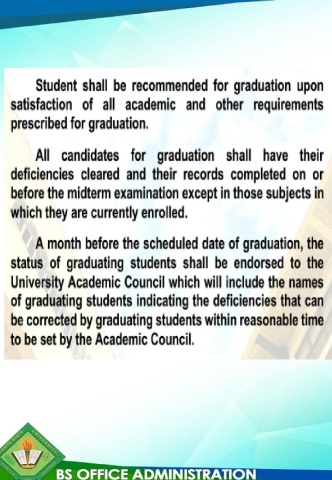 Student shall be recommended for graduation upon
satisfaction of all academic and other requirements
prescribed for graduation.
All candidates for graduation shall have their
deficiencies cleared and their records completed on or
before the midterm examination except in those subjects in
which they are currently enrolled.
A month before the scheduled date of graduation, the
status of graduating students shall be endorsed to the
University Academic Council which will include the names
of graduating students indicating the deficiencies that can
be corrected by graduating students within reasonable time
to be set by the Academic Council.
BS OFFICE ADMINISTRATION